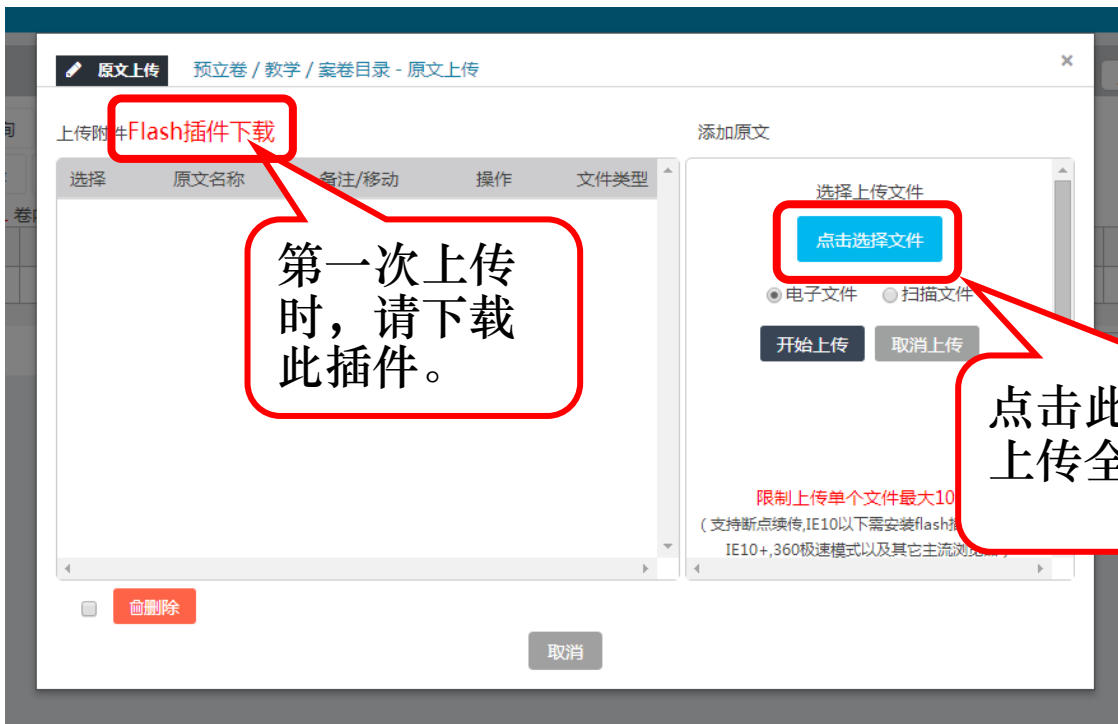 原文上传 预立卷 / 教学 / 案卷目录 - 原文上传 ×
上传附件Flash插件下载
添加原文
选择 原文名称 备注/移动 操作 文件类型
选择上传文件
点击选择文件
电子文件 扫描文件
开始上传 取消上传
第一次上传
时，请下载
此插件。
点击此
上传全
限制上传单个文件最大10
( 支持断点续传,IE10以下需安装flash
IE10+,360极速模式以及其它主流浏
删除
取消
卷